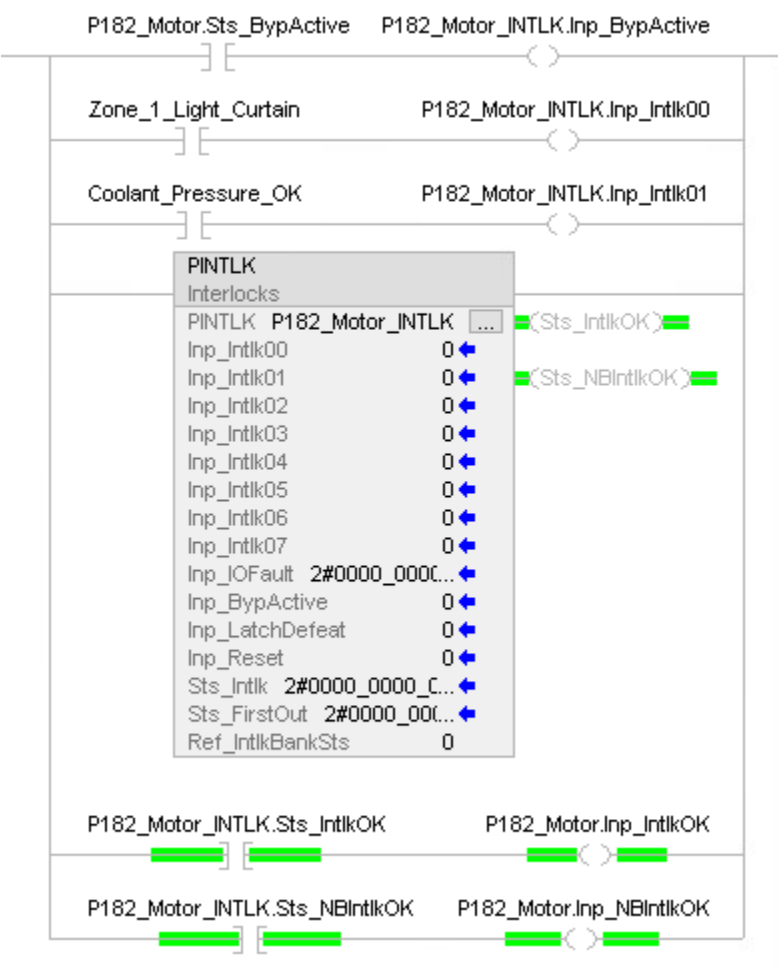 P182_Motor.Sts_BypActive P182_Motor_INTLK.Inp_BypActive
Zone_1_Light_Curtain P182_Motor_INTLK.Inp_Intlk00
Coolant_Pressure_OK P182_Motor_INTLK.Inp_Intlk01
PINTLK
Interlocks
PINTLK P182_Motor_INTLK ... Sts_IntlkOK
Inp_Intlk00 0
Inp_Intlk01 0 Sts_NBIntlkOK
Inp_Intlk02 0
Inp_Intlk03 0
Inp_Intlk04 0
Inp_Intlk05 0
Inp_Intlk06 0
Inp_Intlk07 0
Inp_IOFault 2#0000_0000...
Inp_BypActive 0
Inp_LatchDefeat 0
Inp_Reset 0
Sts_Intlk 2#0000_0000_0...
Sts_FirstOut 2#0000_000...
Ref_IntlkBankSts 0
P182_Motor_INTLK.Sts_IntlkOK P182_Motor.Inp_IntlkOK
P182_Motor_INTLK.Sts_NBIntlkOK P182_Motor.Inp_NBIntlkOK